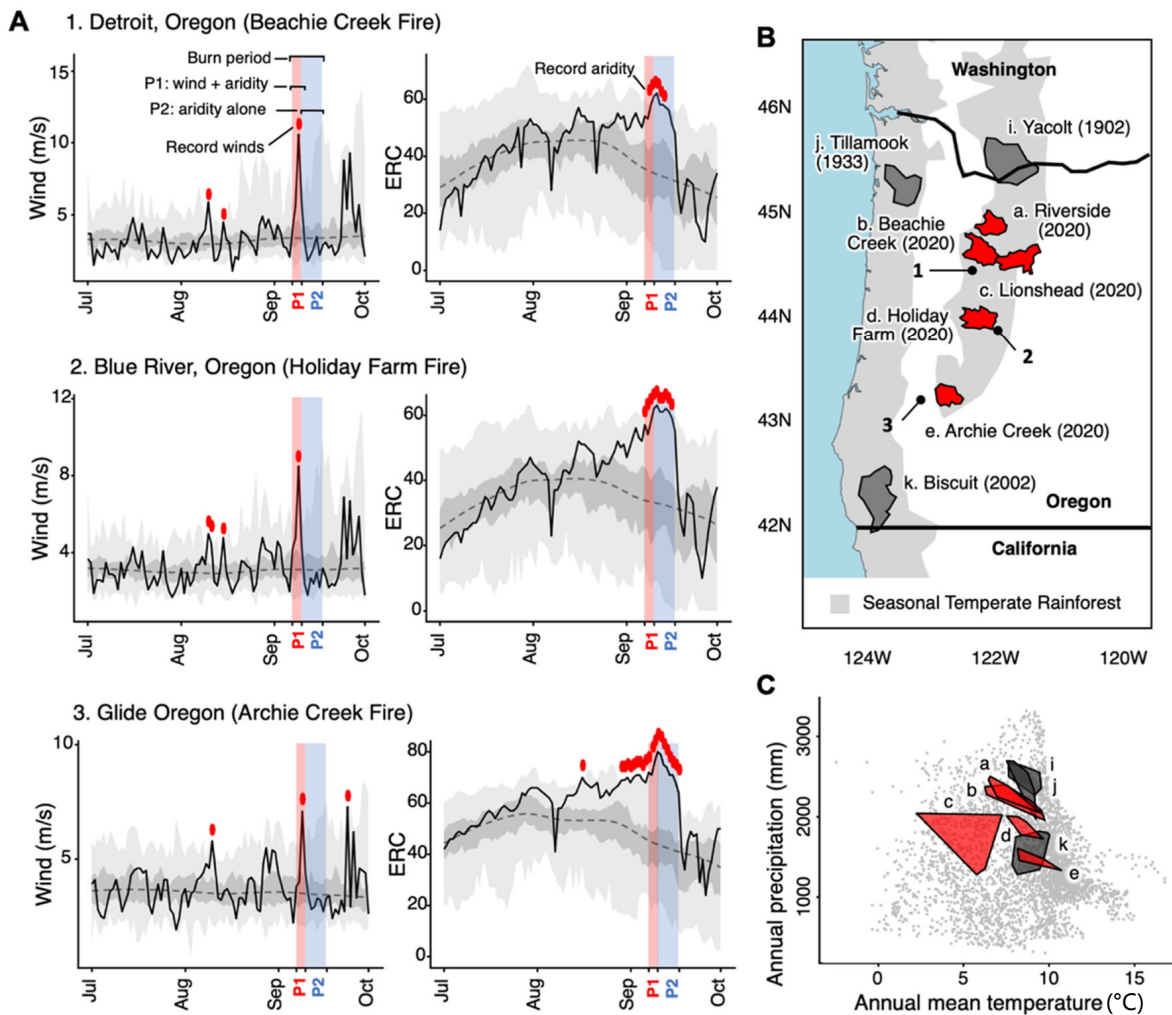 A
1. Detroit, Oregon (Beachie Creek Fire)
Wind (m/s)
15
10
5
Burn period
P1: wind + aridity
P2: aridity alone
Record winds
Jul
Aug
Sep
P1
P2
Oct
ERC
60
40
20
0
Record aridity
Jul
Aug
Sep
P1
P2
Oct
2. Blue River, Oregon (Holiday Farm Fire)
Wind (m/s)
12
8
4
Jul
Aug
Sep
P1
P2
Oct
ERC
60
40
20
0
Jul
Aug
Sep
P1
P2
Oct
3. Glide Oregon (Archie Creek Fire)
Wind (m/s)
10
5
Jul
Aug
Sep
P1
P2
Oct
ERC
80
60
40
20
0
Jul
Aug
Sep
P1
P2
Oct
B
46N
45N
44N
43N
42N
Washington
i. Yacolt (1902)
j. Tillamook
(1933)
a. Riverside
(2020)
b. Beachie
Creek (2020)
1
c. Lionshead (2020)
d. Holiday
Farm (2020)
2
3
e. Archie Creek (2020)
k. Biscuit (2002)
Oregon
California
Seasonal Temperate Rainforest
124W
122W
120W
C
Annual precipitation (mm)
3000
2000
1000
a
b
c
d
i
j
k
e
0
5
10
15
Annual mean temperature (°C)